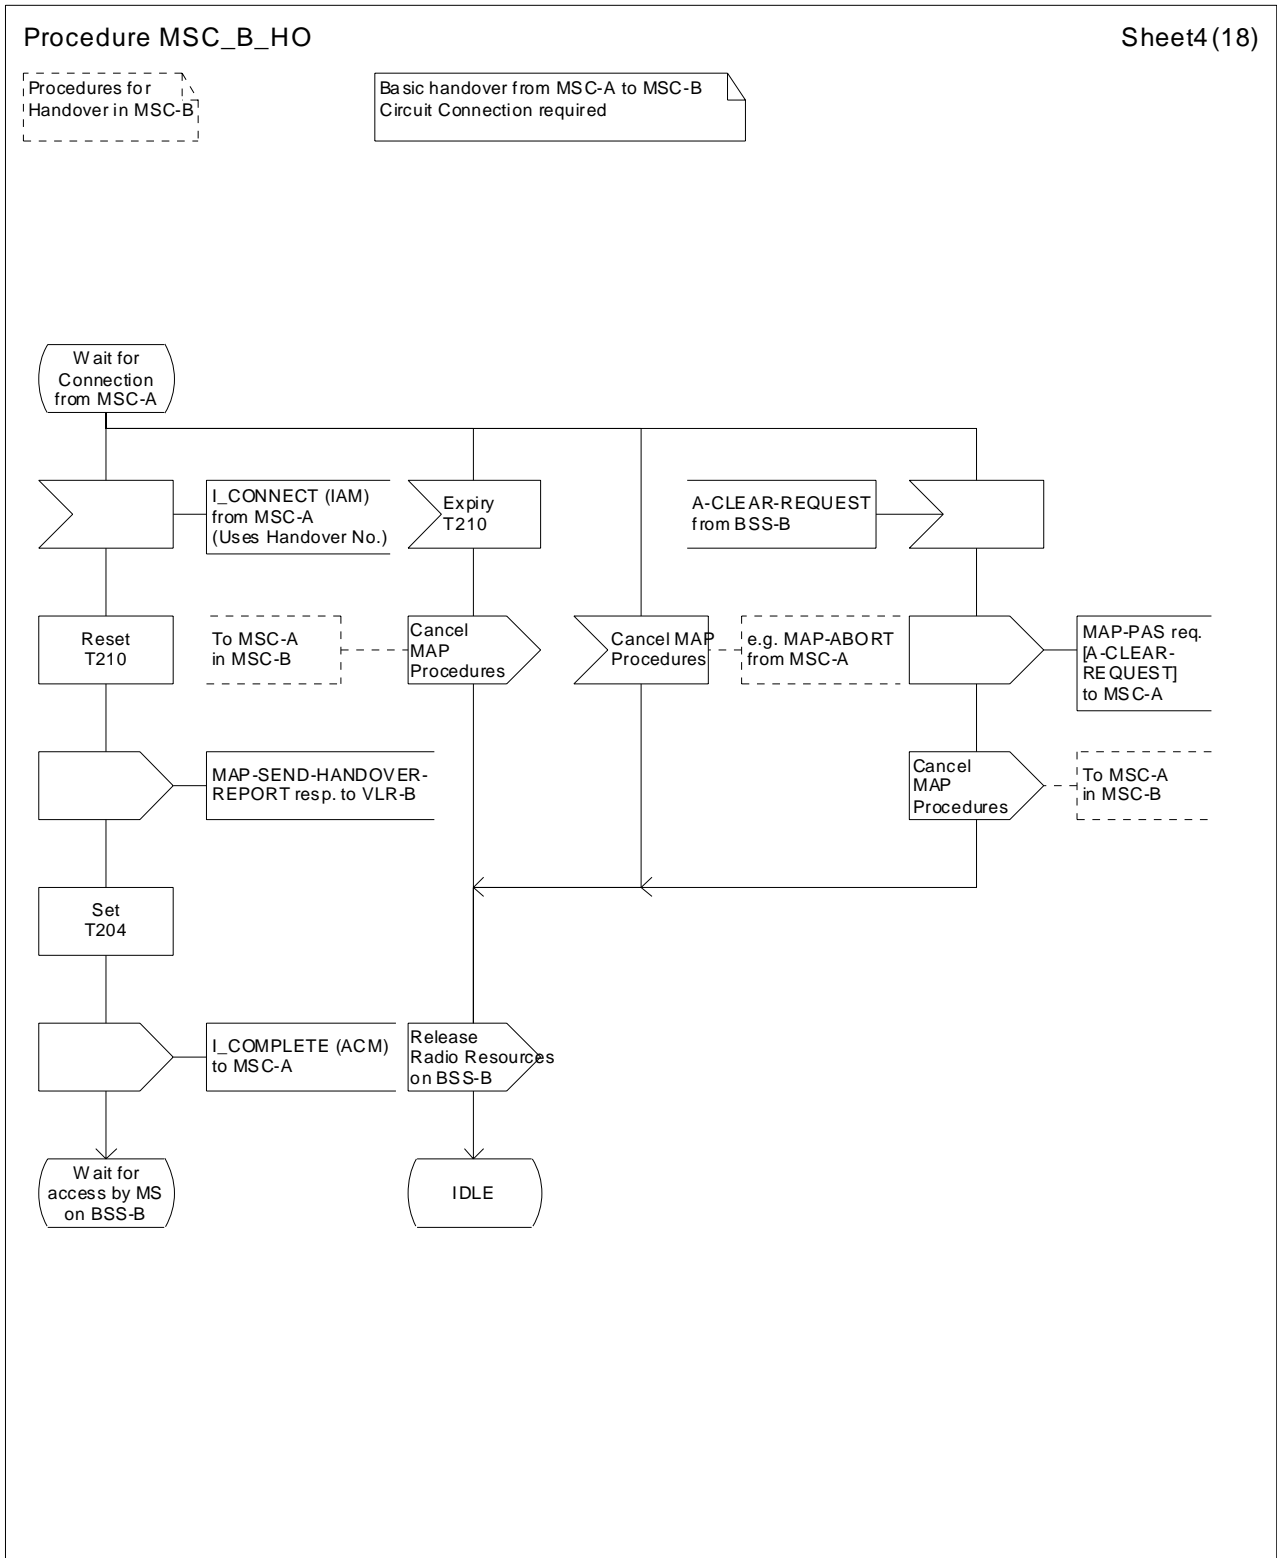 Procedure MSC_B_HO
Sheet4(18)
Procedures for
Handover in MSC-B
Basic handover from MSC-A to MSC-B
Circuit Connection required
Wait for
Connection
from MSC-A
I_CONNECT (IAM)
from MSC-A
(Uses Handover No.)
Expiry
T210
A-CLEAR-REQUEST
from BSS-B
Reset
T210
To MSC-A
in MSC-B
Cancel
MAP
Procedures
Cancel MAP
Procedures
e.g. MAP-ABORT
from MSC-A
MAP-PAS req.
[A-CLEAR-
REQUEST]
to MSC-A
MAP-SEND-HANDOVER-
REPORT resp. to VLR-B
Cancel
MAP
Procedures
To MSC-A
in MSC-B
Set
T204
I_COMPLETE (ACM)
to MSC-A
Release
Radio Resources
on BSS-B
Wait for
access by MS
on BSS-B
IDLE